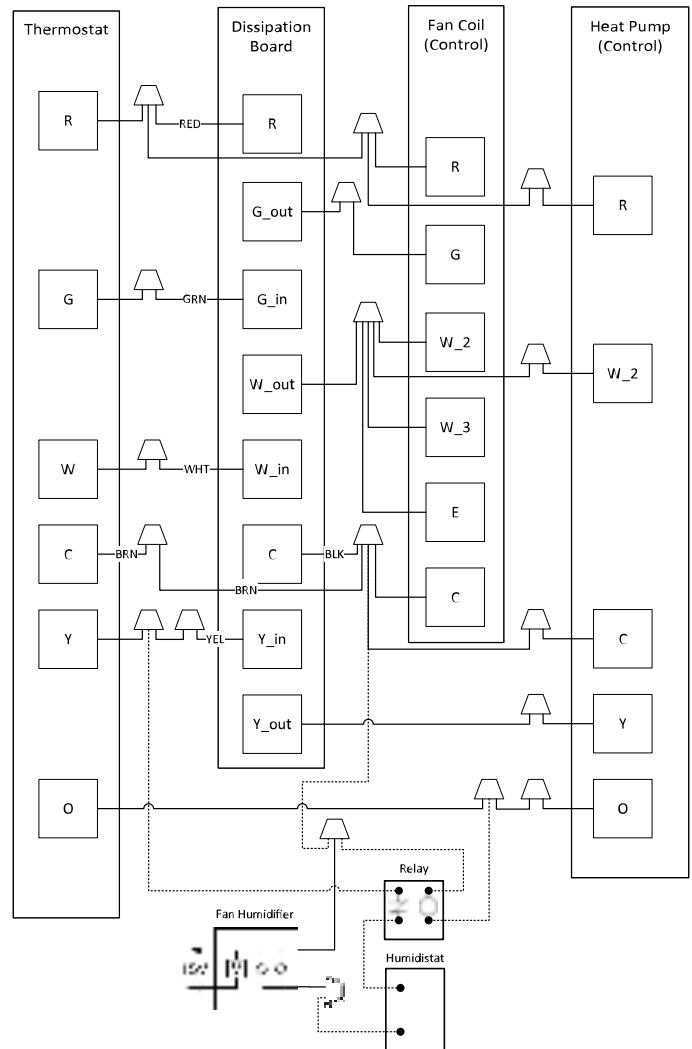 Thermostat
Dissipation
Board
Fan Coil
(Control)
Heat Pump
(Control)
R
RED
R
R
R
G_out
G
G
GRN
G_in
W_2
W_2
W_out
W_3
W
WHT
W_in
E
C
BRN
C
BLK
BRN
C
Y
YEL
Y_in
C
Y_out
Y
O
O
Relay
Fan Humidifier
Humidistat